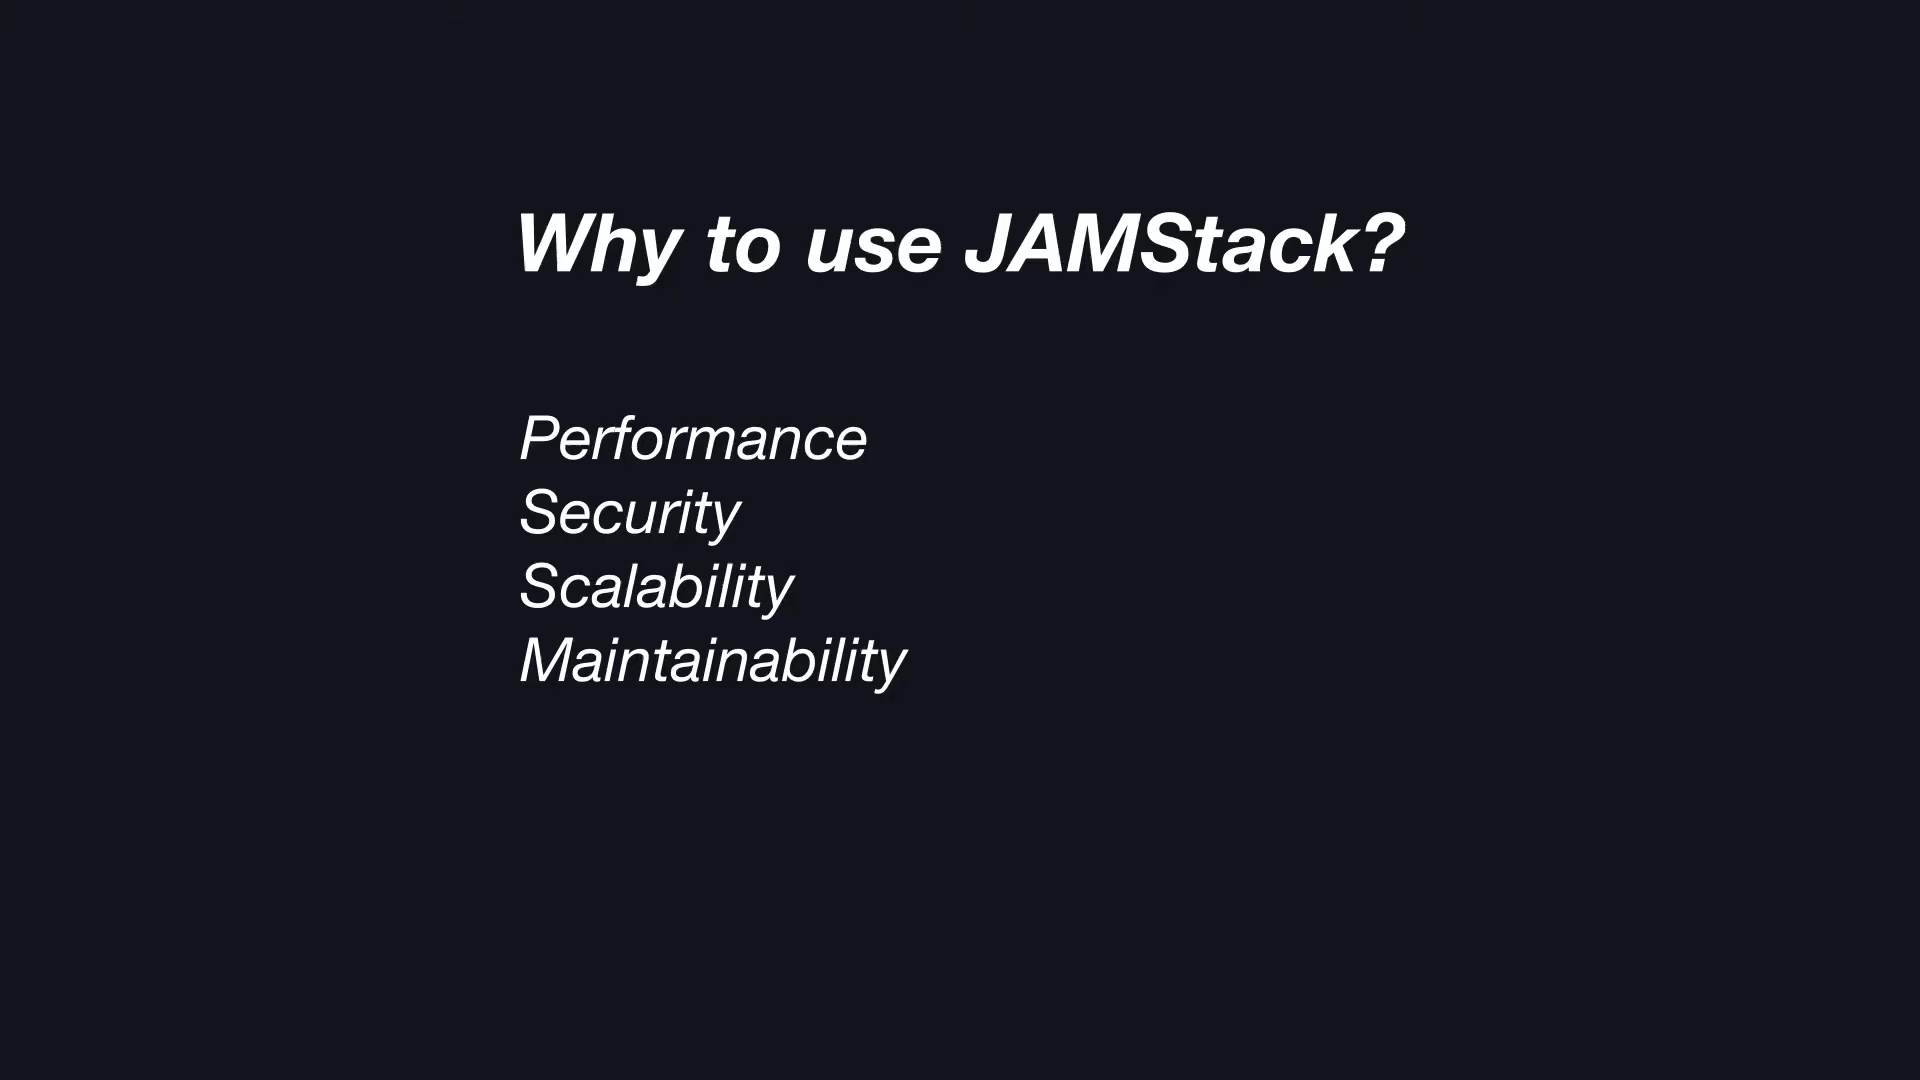 Why to use JAMStack?
Performance
Security
Scalability
Maintainability